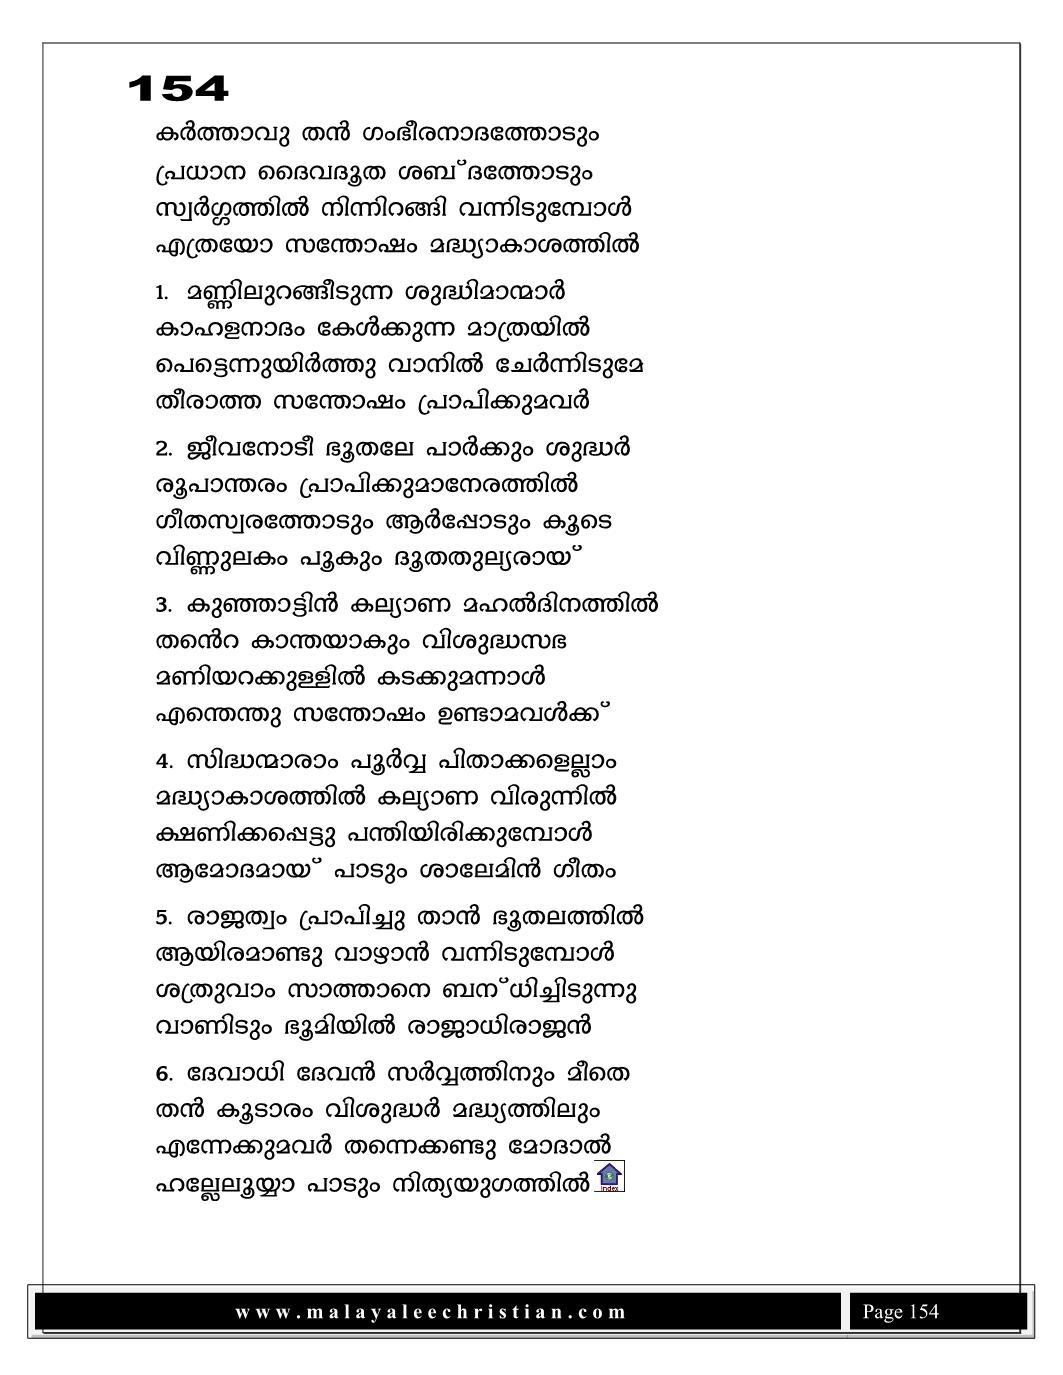 154
കർത്താവു തൻ ഗംഭീരനാദത്തോടും
പ്രധാന ദൈവദൂത ശബ്ദത്തോടും
സ്വർഗ്ഗത്തിൽ നിന്നിറങ്ങി വന്നിടുമ്പോൾ
എത്രയോ സന്തോഷം മദ്ധ്യാകാശത്തിൽ
1. മണ്ണിലുറങ്ങീടുന്ന ശുദ്ധിമാന്മാർ
കാഹളനാദം കേൾക്കുന്ന മാത്രയിൽ
പെട്ടെന്നുയിർത്തു വാനിൽ ചേർന്നിടുമേ
തീരാത്ത സന്തോഷം പ്രാപിക്കുമവർ
2. ജീവനോടീ ഭൂതലേ പാർക്കും ശുദ്ധർ
രൂപാന്തരം പ്രാപിക്കുമാനേരത്തിൽ
ഗീതസ്വരത്തോടും ആർപ്പോടും കൂടെ
വിണ്ണുലകം പൂകും ദൂതതുല്യരായ്
3. കുഞ്ഞാട്ടിൻ കല്യാണ മഹൽദിനത്തിൽ
തൻെറ കാന്തയാകും വിശുദ്ധസഭ
മണിയറക്കുള്ളിൽ കടക്കുമന്നാൾ
എന്തെന്തു സന്തോഷം ഉണ്ടാമവൾക്ക്
4. സിദ്ധന്മാരാം പൂർവ്വ പിതാക്കളെല്ലാം
മദ്ധ്യാകാശത്തിൽ കല്യാണ വിരുന്നിൽ
ക്ഷണിക്കപ്പെട്ടു പന്തിയിരിക്കുമ്പോൾ
ആമോദമായ് പാടും ശാലേമിൻ ഗീതം
5. രാജത്വം പ്രാപിച്ചു താൻ ഭൂതലത്തിൽ
ആയിരമാണ്ടു വാഴാൻ വന്നിടുമ്പോൾ
ശത്രുവാം സാത്താനെ ബന്ധിച്ചിടുന്നു
വാണിടും ഭൂമിയിൽ രാജാധിരാജൻ
6. ദേവാധി ദേവൻ സർവ്വത്തിനും മീതെ
തൻ കൂടാരം വിശുദ്ധർ മദ്ധ്യത്തിലും
എന്നേക്കുമവർ തന്നെക്കണ്ടു മോദാൽ
ഹല്ലേലൂയ്യാ പാടും നിത്യയുഗത്തിൽ Index
www.malayaleechristian.com Page 154